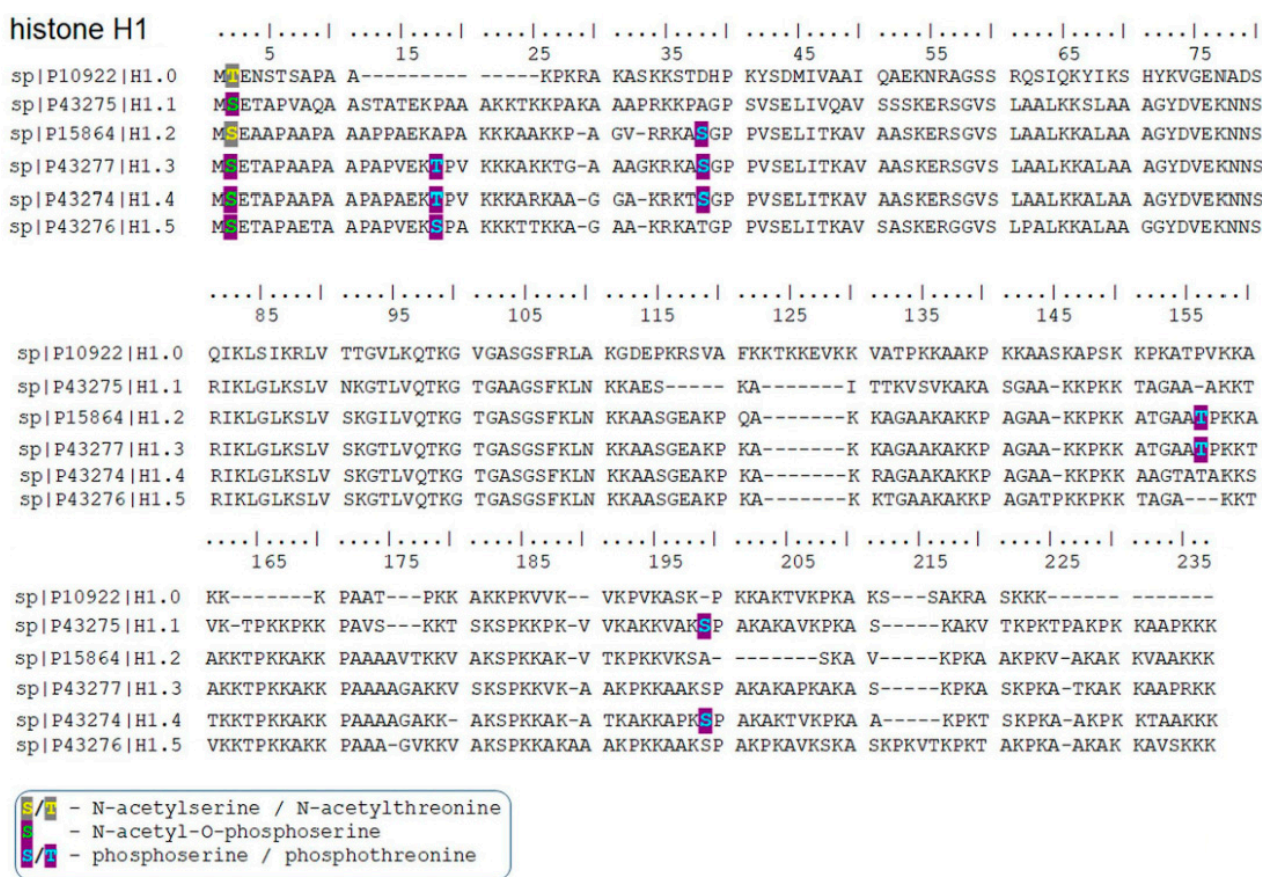 histone H1
....|....| ....|....| ....|....| ....|....| ....|....| ....|....| ....|....| ....|....|
5 15 25 35 45 55 65 75
sp|P10922|H1.0 MTENSTSAPA A--------- -----KPKRA KASKKSTDHP KYSDMIVAAI QAEKNRAGSS RQSIQKYIKS HYKVGENADS
sp|P43275|H1.1 MSETAPVAQA ASTATEKPAA AKKTKKPAKA AAPRKKPAGP SVSELIVQAV SSSKERSGVS LAALKKSLAA AGYDVEKNNS
sp|P15864|H1.2 MSEAAPAAPA AAPPAEKAPA KKKAAKKP-A GV-RRKASGP PVSELITKAV AASKERSGVS LAALKKALAA AGYDVEKNNS
sp|P43277|H1.3 MSETAPAAPA APAPVEKTPV KKKAKKTG-A AAGKRKASGP PVSELITKAV AASKERSGVS LAALKKALAA AGYDVEKNNS
sp|P43274|H1.4 MSETAPAAPA APAPAEKTPV KKKARKAA-G GA-KRKTSGP PVSELITKAV AASKERSGVS LAALKKALAA AGYDVEKNNS
sp|P43276|H1.5 MSETAPAETA APAPVEKSPA KKKTTKKA-G AA-KRKATGP PVSELITKAV SASKERGGVS LPALKKALAA GGYDVEKNNS
....|....| ....|....| ....|....| ....|....| ....|....| ....|....| ....|....| ....|....|
85 95 105 115 125 135 145 155
sp|P10922|H1.0 QIKLSIKRLV TTGVLKQTKG VGASGSFRLA KGDEPKRSVA FKKTKKEVKK VATPKKAAKP KKAASKAPSK KPKATPVKKA
sp|P43275|H1.1 RIKLGLKSLV NKGTLVQTKG TGAAGSFKLN KKAES----- KA-------I TTKVSVKAKA SGAA-KKPKK TAGAA-AKKT
sp|P15864|H1.2 RIKLGLKSLV SKGILVQTKG TGASGSFKLN KKAASGEAKP QA-------K KAGAAKAKKP AGAA-KKPKK ATGAATPKKA
sp|P43277|H1.3 RIKLGLKSLV SKGTLVQTKG TGASGSFKLN KKAASGEAKP KA-------K KAGAAKAKKP AGAA-KKPKK ATGAATPKKT
sp|P43274|H1.4 RIKLGLKSLV SKGTLVQTKG TGASGSFKLN KKAASGEAKP KA-------K RAGAAKAKKP AGAA-KKPKK AAGTATAKKS
sp|P43276|H1.5 RIKLGLKSLV SKGTLVQTKG TGASGSFKLN KKAASGEAKP KA-------K KTGAAKAKKP AGATPKKPKK TAGA---KKT
....|....| ....|....| ....|....| ....|....| ....|....| ....|....| ....|....| ....|..
165 175 185 195 205 215 225 235
sp|P10922|H1.0 KK-------K PAAT---PKK AKKPKVVK-- VKPVKASK-P KKAKTVKPKA KS---SAKRA SKKK------ -------
sp|P43275|H1.1 VK-TPKKPKK PAVS---KKT SKSPKKPK-V VKAKKVAKSP AKAKAVKPKA S-----KAKV TKPKTPAKPK KAAPKKK
sp|P15864|H1.2 AKKTPKKAKK PAAAAVTKKV AKSPKKAK-V TKPKKVKSA- -------SKA V-----KPKA AKPKV-AKAK KVAAKKK
sp|P43277|H1.3 AKKTPKKAKK PAAAAGAKKV SKSPKKVK-A AKPKKAAKSP AKAKAPKAKA S-----KPKA SKPKA-TKAK KAAPRKK
sp|P43274|H1.4 TKKTPKKAKK PAAAAGAKK- AKSPKKAK-A TKAKKAPKSP AKAKTVKPKA A-----KPKT SKPKA-AKPK KTAAKKK
sp|P43276|H1.5 VKKTPKKAKK PAAA-GVKKV AKSPKKAKAA AKPKKAAKSP AKPKAVKSKA SKPKVTKPKT AKPKA-AKAK KAVSKKK
S/T - N-acetylserine / N-acetylthreonine
S - N-acetyl-O-phosphoserine
S/T - phosphoserine / phosphothreonine